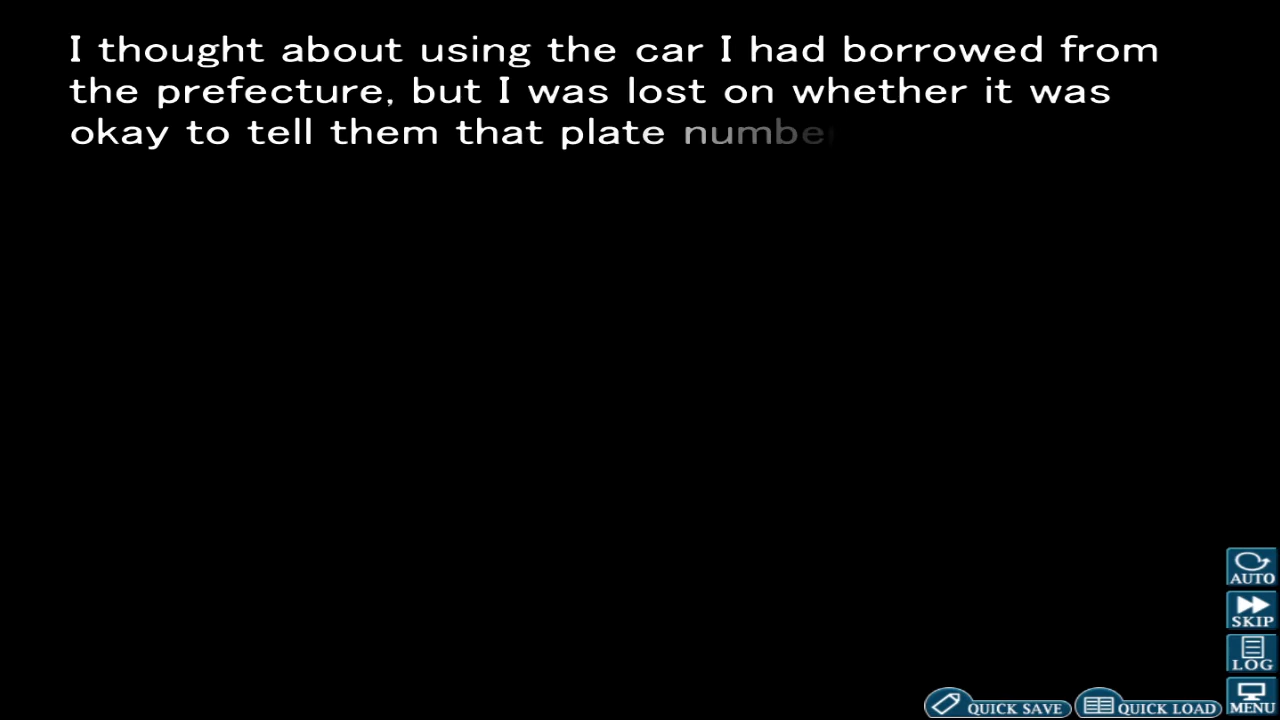 I thought about using the car I had borrowed from
the prefecture, but I was lost on whether it was
okay to tell them that plate numbe
AUTO
SKIP
LOG
MENU
QUICK SAVE
QUICK LOAD